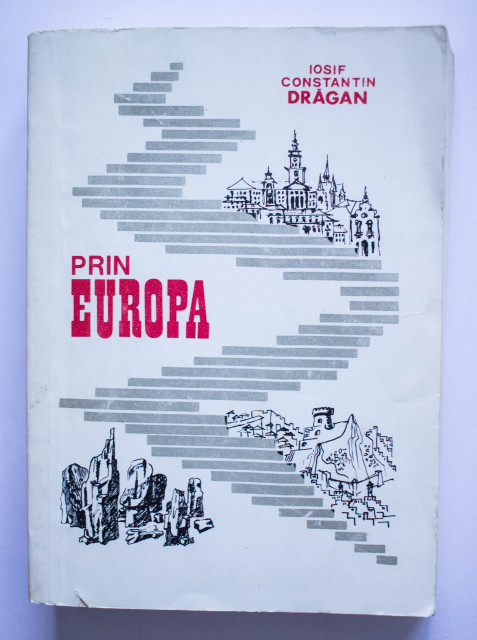 IOSIF
CONSTANTIN
DRĂGAN
PRIN
EUROPA